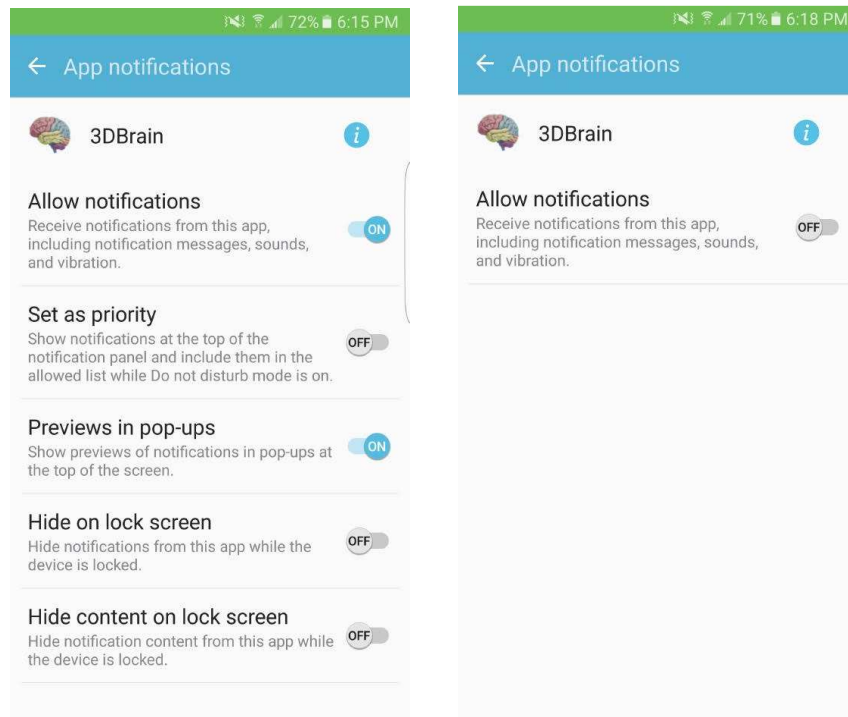 72% 6:15 PM
App notifications
3DBrain
Allow notifications
Receive notifications from this app,
including notification messages, sounds,
and vibration.
ON
Set as priority
Show notifications at the top of the
notification panel and include them in the
allowed list while Do not disturb mode is on.
OFF
Previews in pop-ups
Show previews of notifications in pop-ups at
the top of the screen.
ON
Hide on lock screen
Hide notifications from this app while the
device is locked.
OFF
Hide content on lock screen
Hide notification content from this app while
the device is locked.
OFF
71% 6:18 PM
App notifications
3DBrain
Allow notifications
Receive notifications from this app,
including notification messages, sounds,
and vibration.
OFF